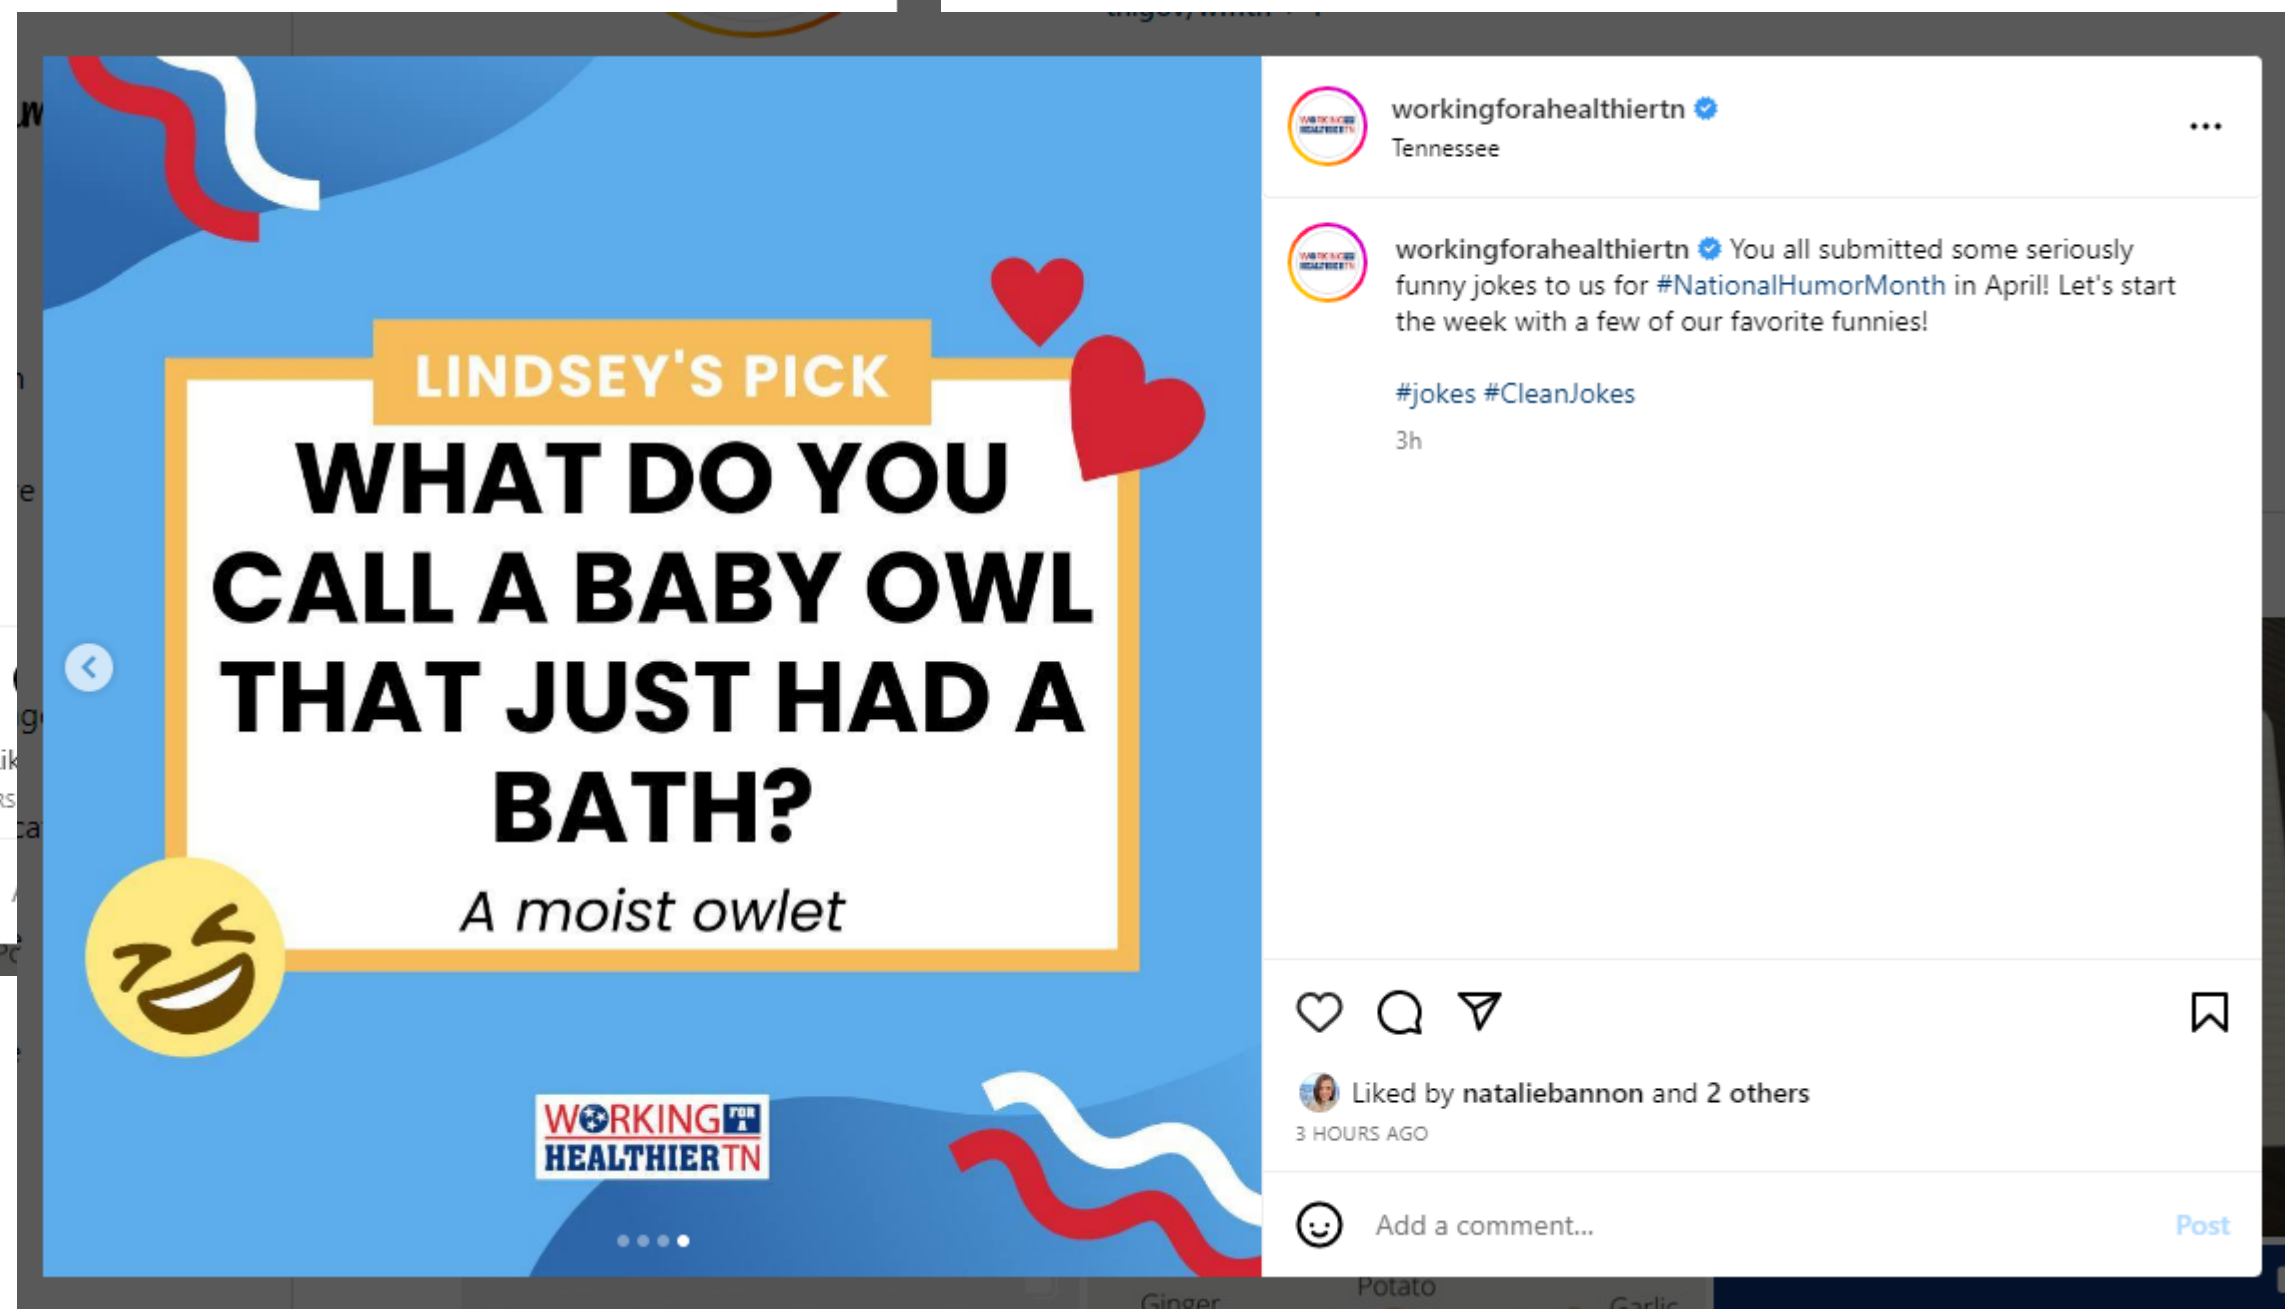 tn.gov/wfhtn
LINDSEY'S PICK
WHAT DO YOU
CALL A BABY OWL
THAT JUST HAD A
BATH?
A moist owlet
WORKING FOR A
HEALTHIER TN
workingforahealthiertn
Tennessee
workingforahealthiertn You all submitted some seriously
funny jokes to us for #NationalHumorMonth in April! Let's start
the week with a few of our favorite funnies!
#jokes #CleanJokes
3h
Liked by nataliebannon and 2 others
3 HOURS AGO
Add a comment...
Post
Ginger
Potato
Garlic